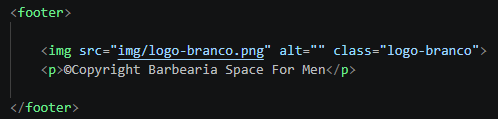 <footer>
<img src="img/logo-branco.png" alt="" class="logo-branco">
<p>©Copyright Barbearia Space For Men</p>
</footer>